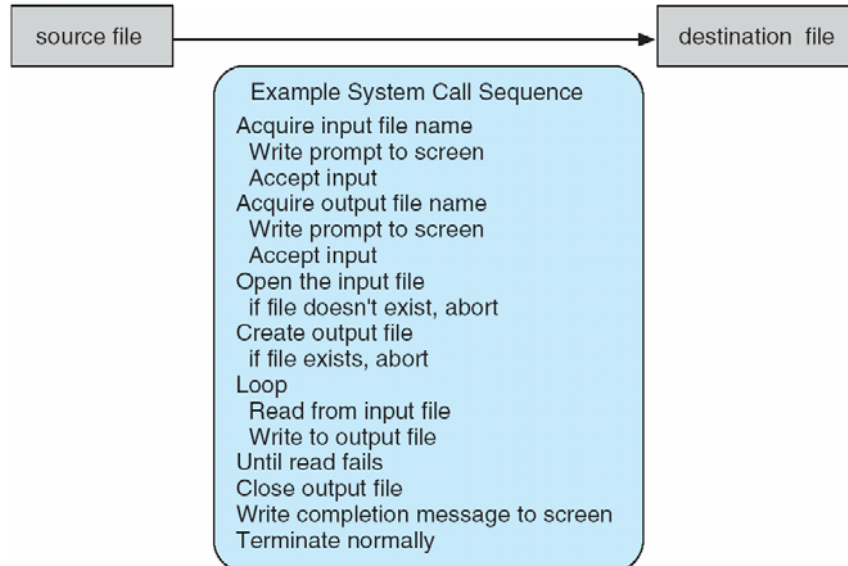 source file
destination file
Example System Call Sequence
Acquire input file name
Write prompt to screen
Accept input
Acquire output file name
Write prompt to screen
Accept input
Open the input file
if file doesn't exist, abort
Create output file
if file exists, abort
Loop
Read from input file
Write to output file
Until read fails
Close output file
Write completion message to screen
Terminate normally